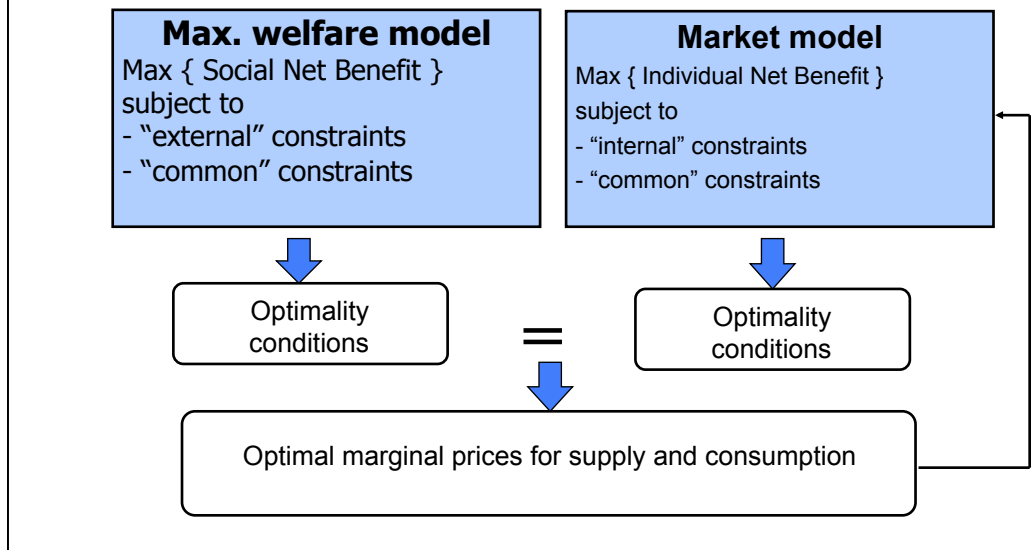 Max. welfare model
Max { Social Net Benefit }
subject to
- “external” constraints
- “common” constraints
Market model
Max { Individual Net Benefit }
subject to
- “internal” constraints
- “common” constraints
Optimality
conditions
=
Optimality
conditions
Optimal marginal prices for supply and consumption